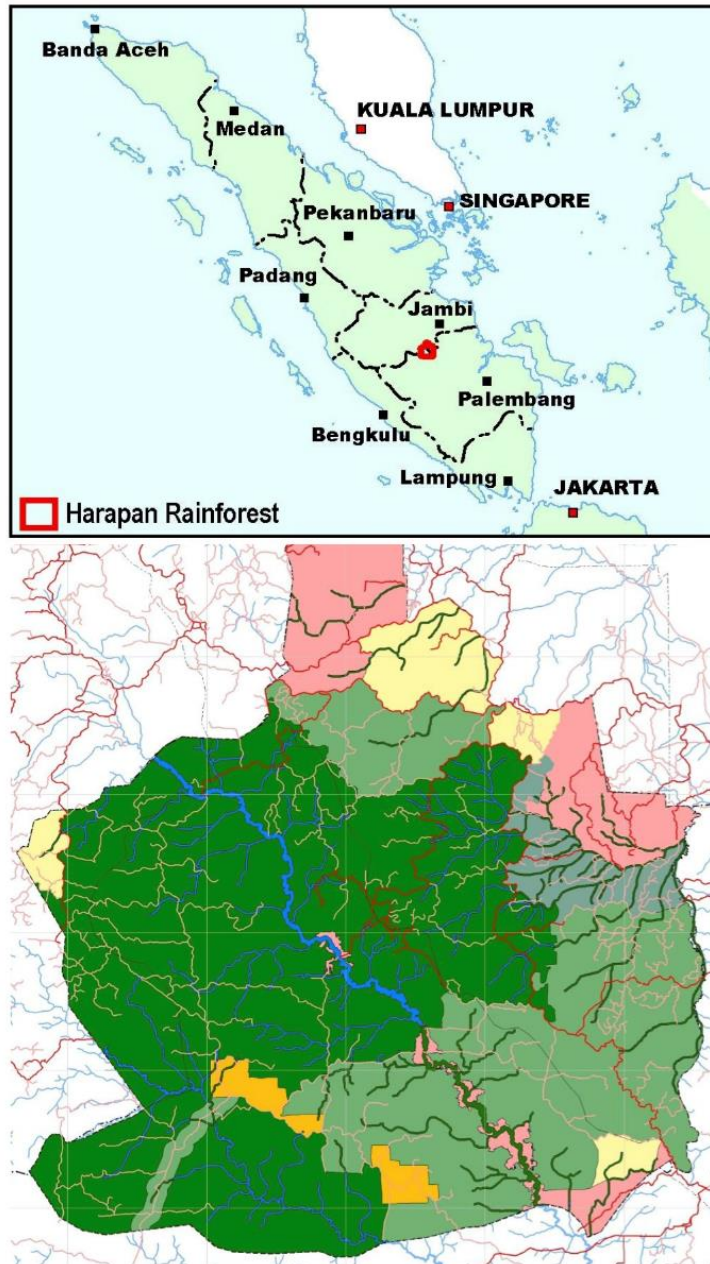 Banda Aceh
Medan
KUALA LUMPUR
SINGAPORE
Pekanbaru
Padang
Jambi
Palembang
Bengkulu
Lampung
JAKARTA
Harapan Rainforest